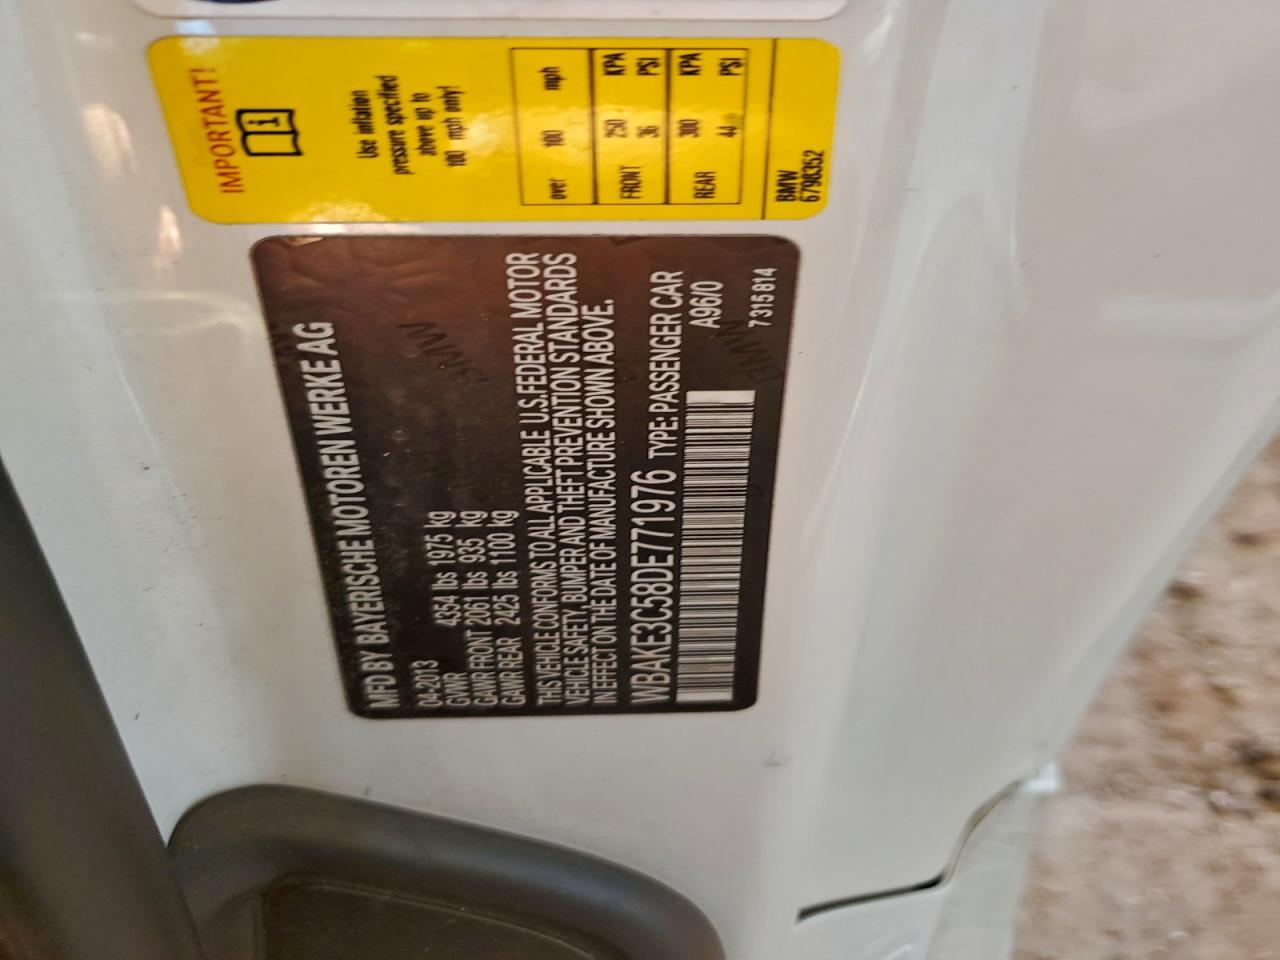 IMPORTANT!
Use inflation
pressure specified
above up to
100 mph only!
over 100 mph
FRONT 250 KPA
36 PSI
REAR 300 KPA
44 PSI
BMW
6798352
MFD BY BAYERISCHE MOTOREN WERKE AG
04-2013
GVWR 4354 lbs 1975 kg
GAWR FRONT 2061 lbs 935 kg
GAWR REAR 2425 lbs 1100 kg
THIS VEHICLE CONFORMS TO ALL APPLICABLE U.S. FEDERAL MOTOR
VEHICLE SAFETY, BUMPER AND THEFT PREVENTION STANDARDS
IN EFFECT ON THE DATE OF MANUFACTURE SHOWN ABOVE.
WBAKE3C58DE771976 TYPE: PASSENGER CAR
A96/0
7315814
BMW
BMW